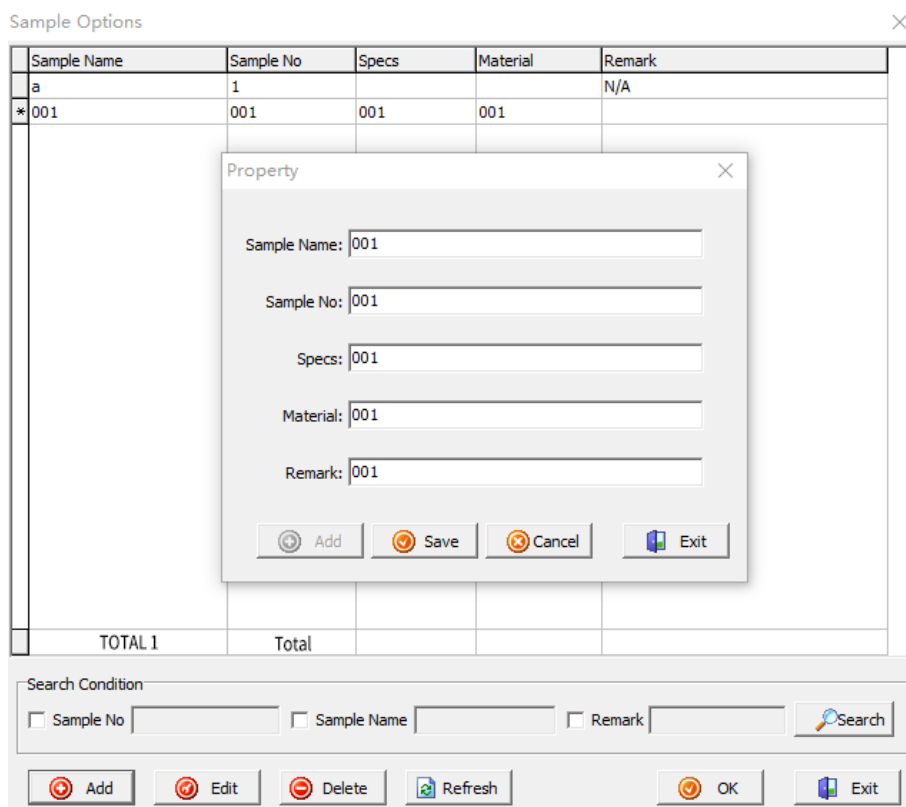 Sample Options
Sample Name Sample No Specs Material Remark
a 1 N/A
* 001 001 001 001
Property
Sample Name: 001
Sample No: 001
Specs: 001
Material: 001
Remark: 001
Add Save Cancel Exit
TOTAL 1 Total
Search Condition
Sample No Sample Name Remark Search
Add Edit Delete Refresh OK Exit